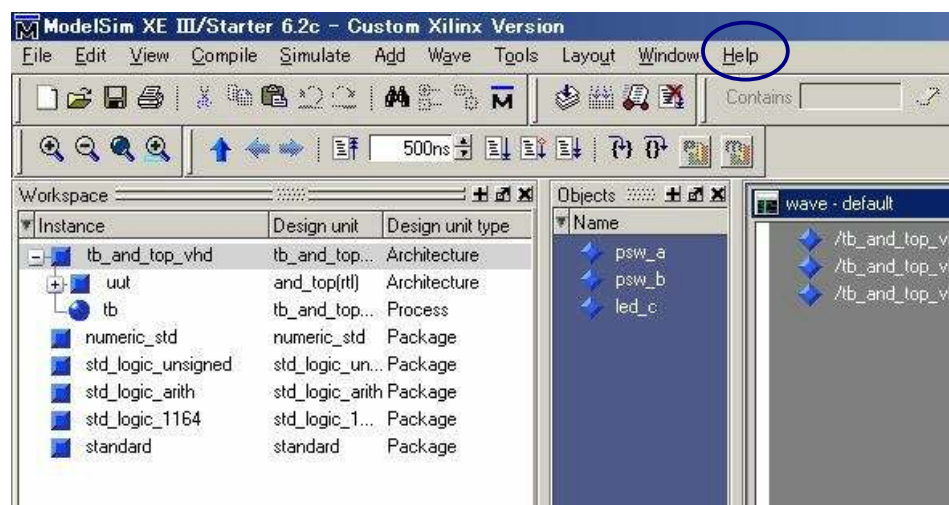 ModelSim XE III/Starter 6.2c - Custom Xilinx Version
File Edit View Compile Simulate Add Wave Tools Layout Window Help
Contains
500ns
Workspace
Instance Design unit Design unit type
tb_and_top_vhd tb_and_top... Architecture
uut and_top(rtl) Architecture
tb tb_and_top... Process
numeric_std numeric_std Package
std_logic_unsigned std_logic_un... Package
std_logic_arith std_logic_arith Package
std_logic_1164 std_logic_1... Package
standard standard Package
Objects
Name
psw_a
psw_b
led_c
wave - default
/tb_and_top_v
/tb_and_top_v
/tb_and_top_v